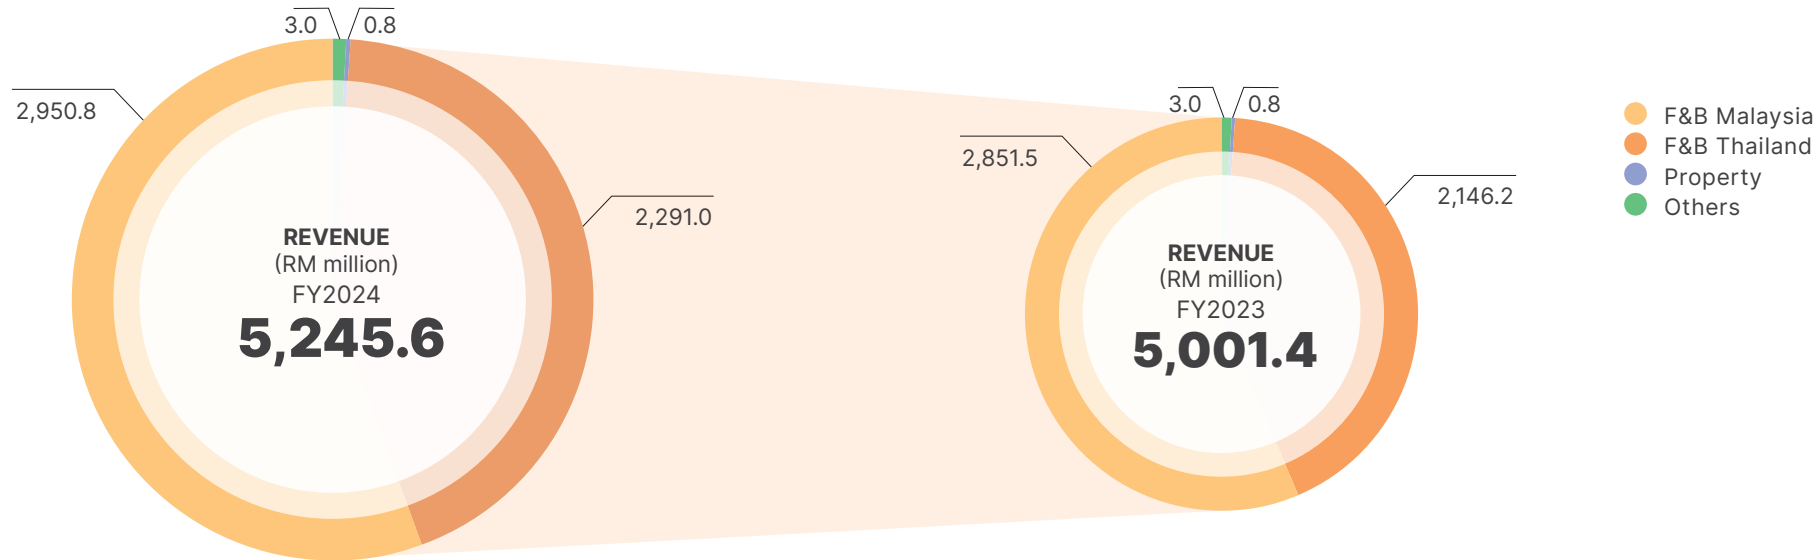 3.0
0.8
2,950.8
2,291.0
REVENUE
(RM million)
FY2024
5,245.6
3.0
0.8
2,851.5
2,146.2
REVENUE
(RM million)
FY2023
5,001.4
F&B Malaysia
F&B Thailand
Property
Others